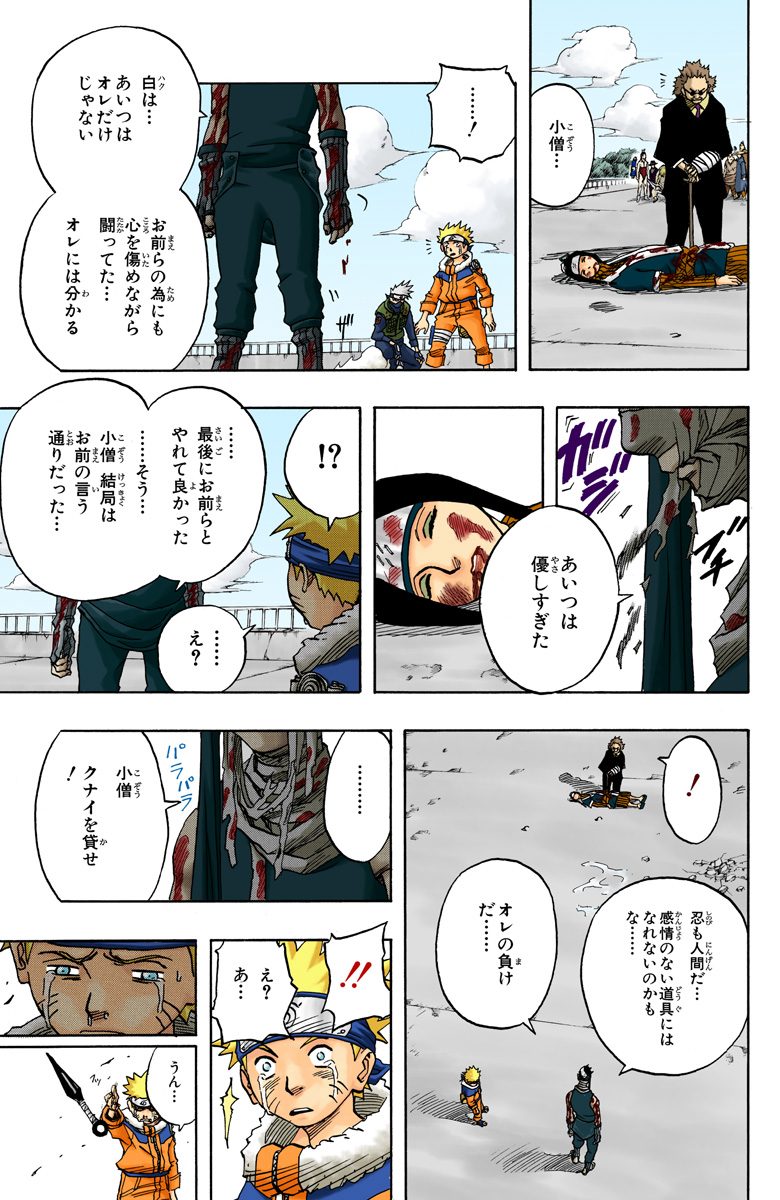 小僧…
……！
白は…
あいつは
オレだけ
じゃない
お前らの為にも
心を傷めながら
闘ってた…
オレには分かる
ガガッ
ブチ
あいつは
優しすぎた
！？
……
最後にお前らと
やれて良かった
……そう…
小僧 結局は
お前の言う
通りだった…
え？
！
忍も人間だ…
感情のない道具には
なれないのかも
な……
オレの負け
だ……
………
パラパラ
小僧
クナイを貸せ
！
！！
え？
あ…
うん…